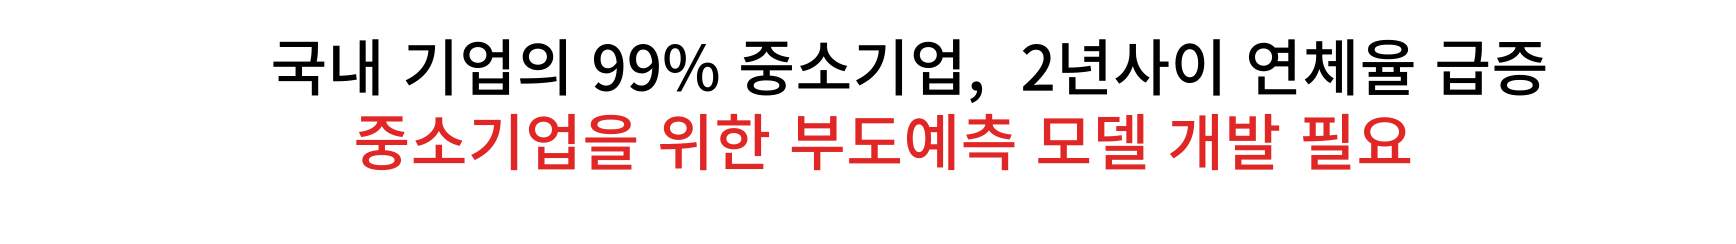 국내 기업의 99% 중소기업, 2년사이 연체율 급증
중소기업을 위한 부도예측 모델 개발 필요